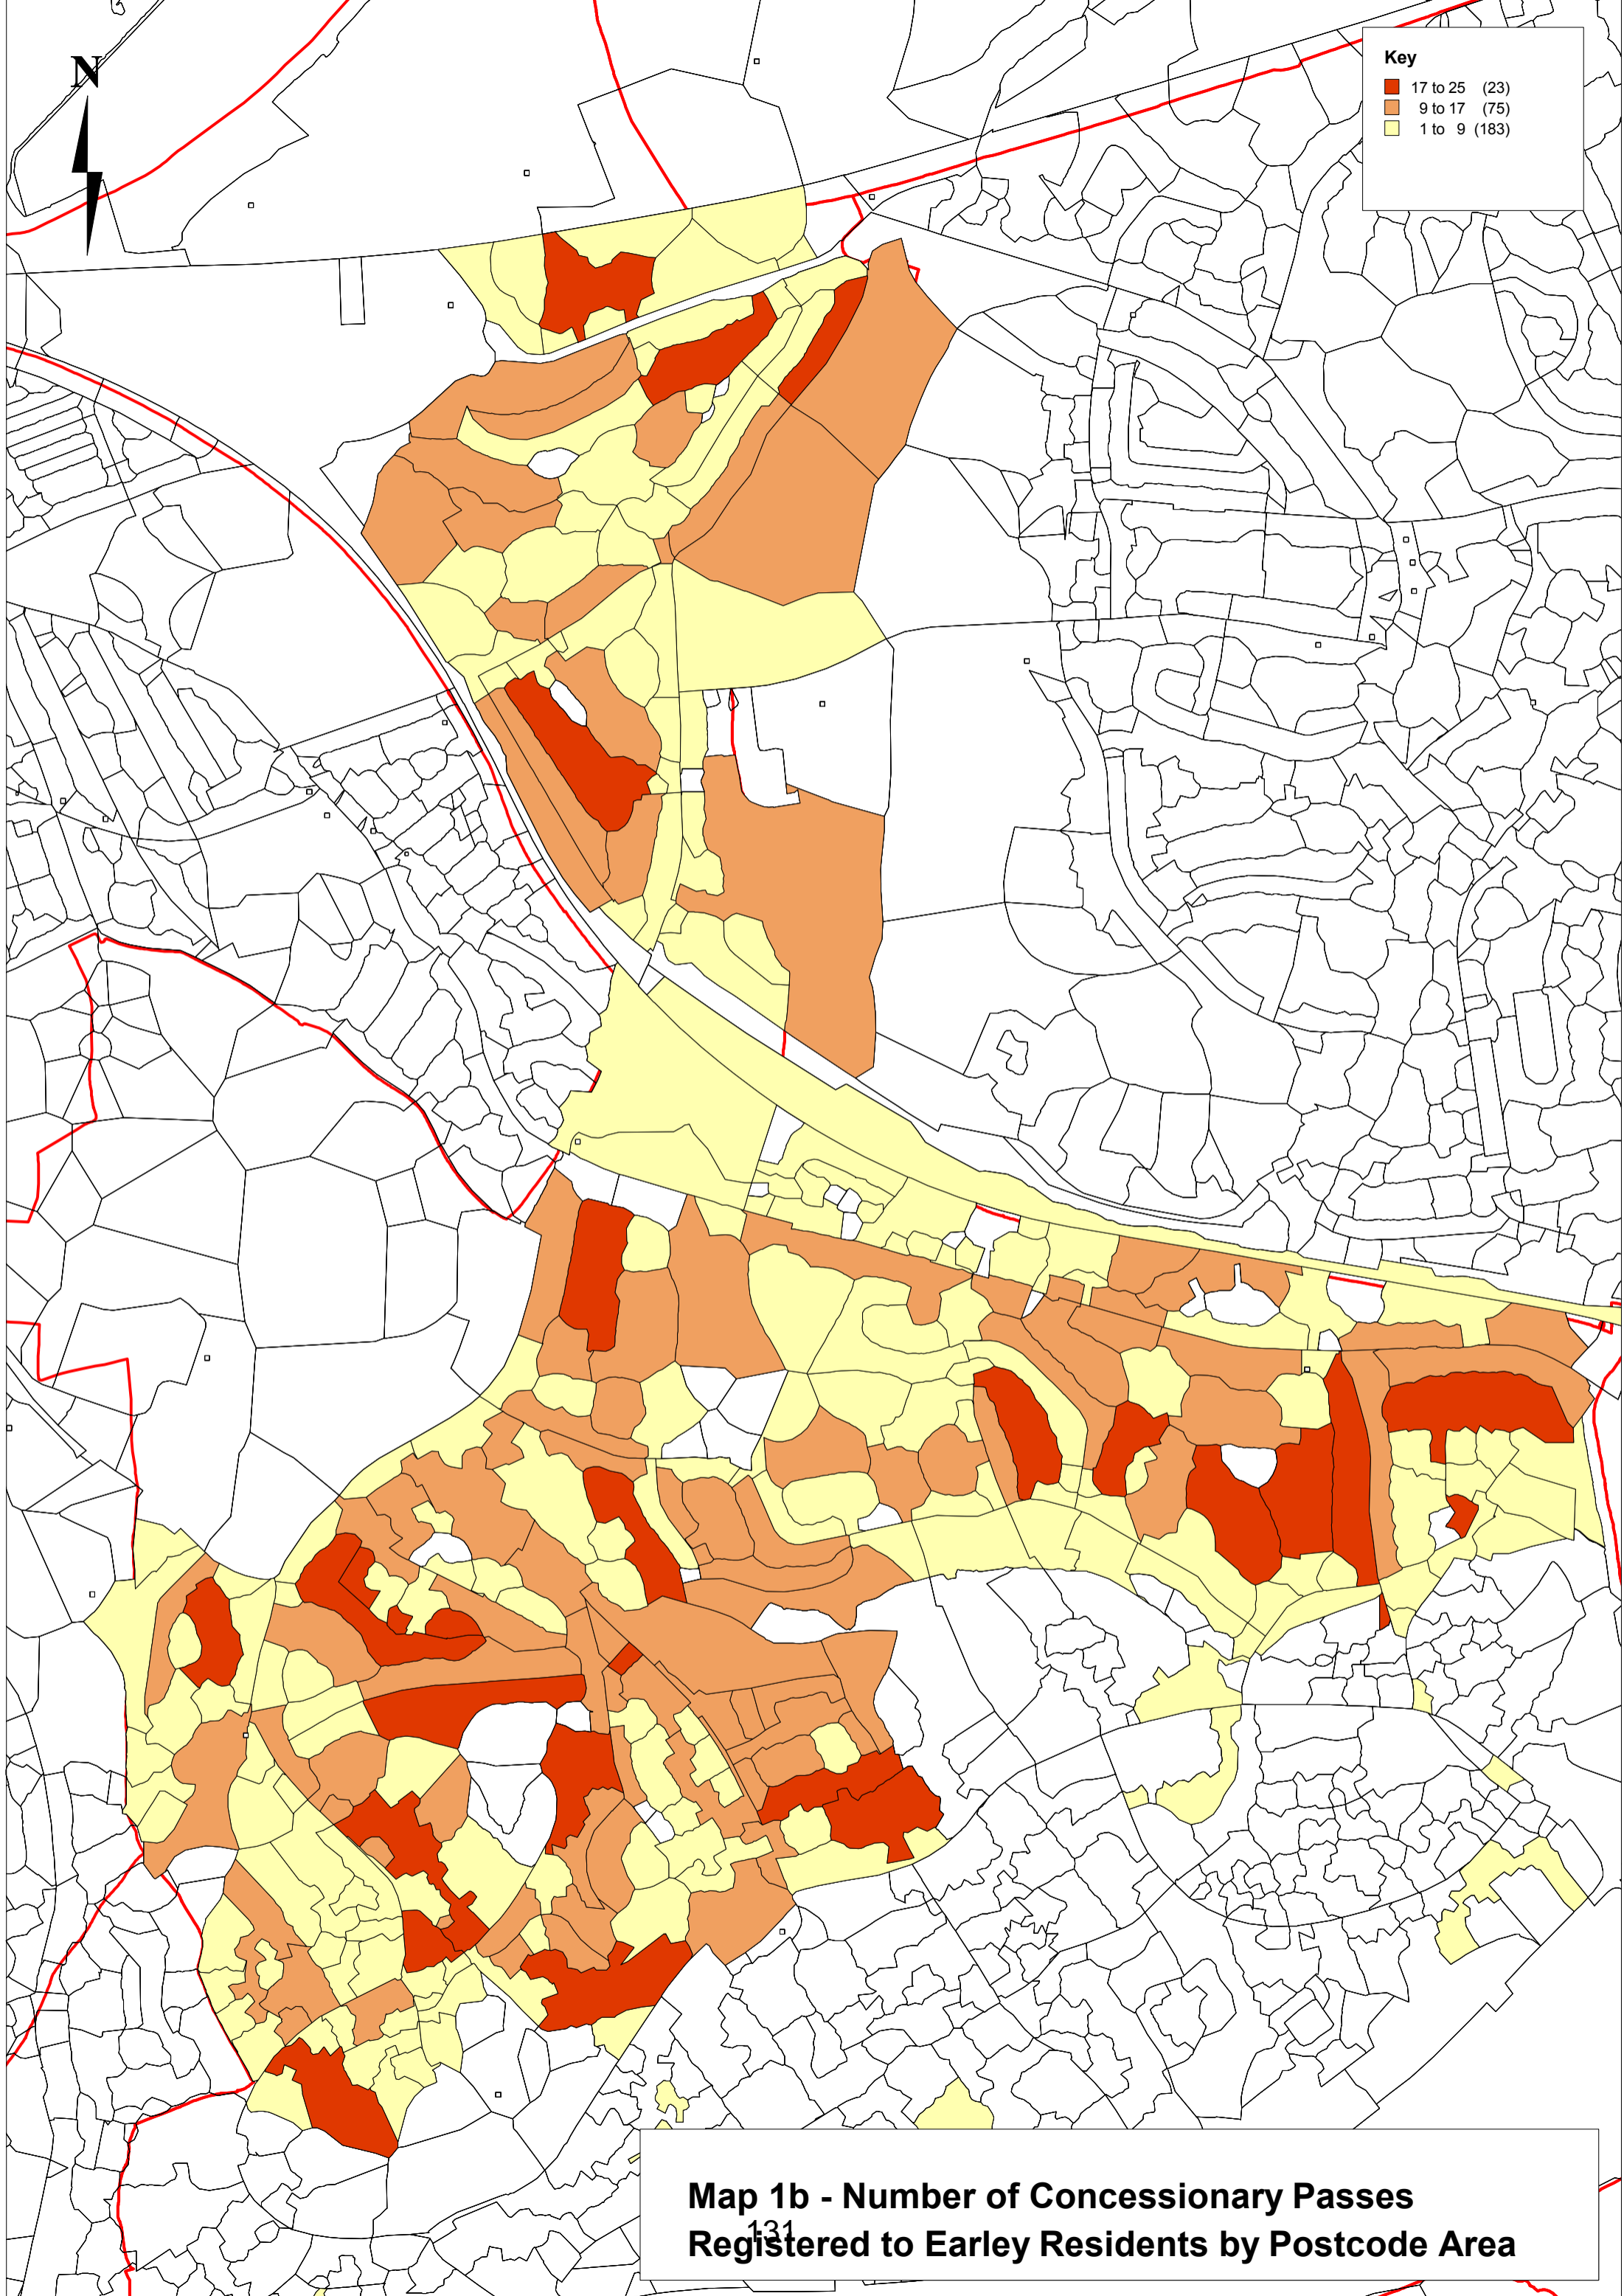 N
Key
17 to 25 (23)
9 to 17 (75)
1 to 9 (183)
Map 1b - Number of Concessionary Passes
131
Registered to Earley Residents by Postcode Area